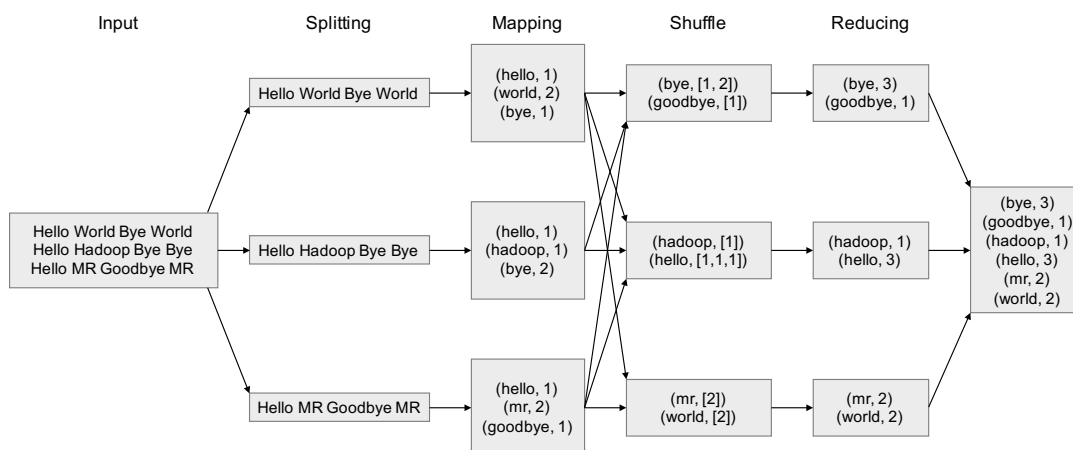 Input
Splitting
Mapping
Shuffle
Reducing
Hello World Bye World
Hello Hadoop Bye Bye
Hello MR Goodbye MR
Hello World Bye World
Hello Hadoop Bye Bye
Hello MR Goodbye MR
(hello, 1)
(world, 2)
(bye, 1)
(hello, 1)
(hadoop, 1)
(bye, 2)
(hello, 1)
(mr, 2)
(goodbye, 1)
(bye, [1, 2])
(goodbye, [1])
(hadoop, [1])
(hello, [1,1,1])
(mr, [2])
(world, [2])
(bye, 3)
(goodbye, 1)
(hadoop, 1)
(hello, 3)
(mr, 2)
(world, 2)
(bye, 3)
(goodbye, 1)
(hadoop, 1)
(hello, 3)
(mr, 2)
(world, 2)